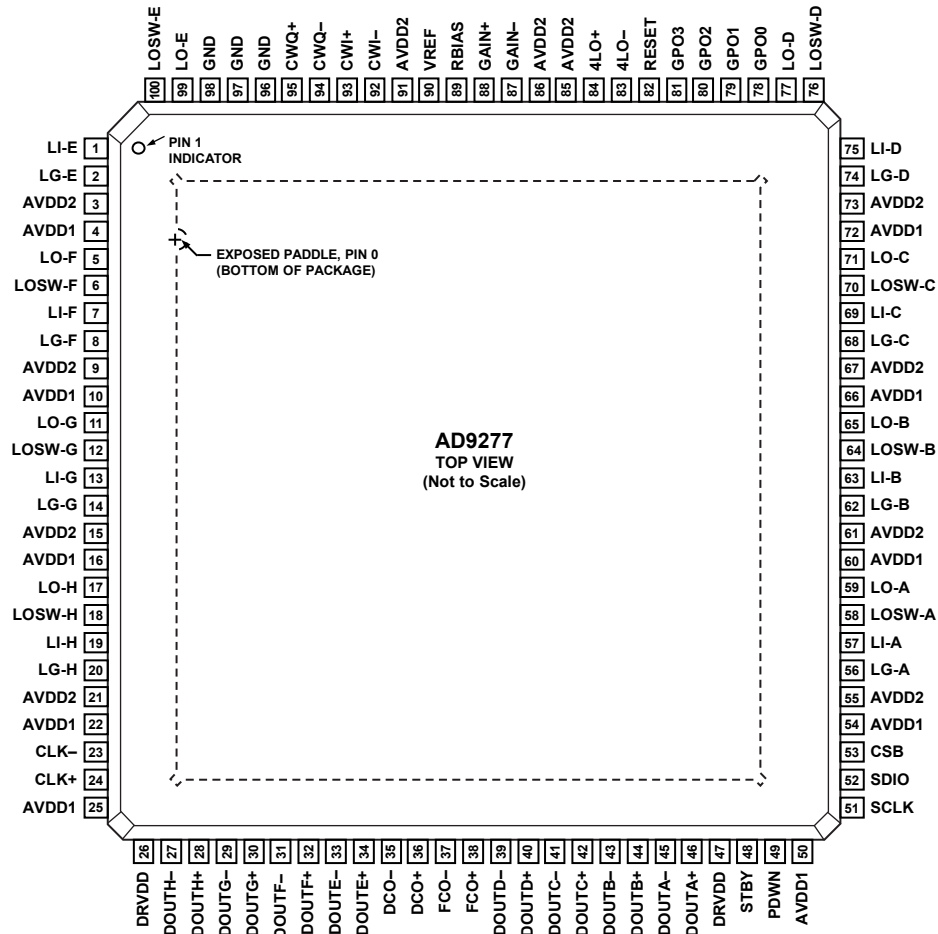 LOSW-E
LO-E
GND
GND
GND
CWQ+
CWQ–
CWI+
CWI–
AVDD2
VREF
RBIAS
GAIN+
GAIN–
AVDD2
AVDD2
4LO+
4LO–
RESET
GPO3
GPO2
GPO1
GPO0
LO-D
LOSW-D
100
99
98
97
96
95
94
93
92
91
90
89
88
87
86
85
84
83
82
81
80
79
78
77
76
LI-E 1
LG-E 2
AVDD2 3
AVDD1 4
LO-F 5
LOSW-F 6
LI-F 7
LG-F 8
AVDD2 9
AVDD1 10
LO-G 11
LOSW-G 12
LI-G 13
LG-G 14
AVDD2 15
AVDD1 16
LO-H 17
LOSW-H 18
LI-H 19
LG-H 20
AVDD2 21
AVDD1 22
CLK– 23
CLK+ 24
AVDD1 25
PIN 1
INDICATOR
EXPOSED PADDLE, PIN 0
(BOTTOM OF PACKAGE)
AD9277
TOP VIEW
(Not to Scale)
75 LI-D
74 LG-D
73 AVDD2
72 AVDD1
71 LO-C
70 LOSW-C
69 LI-C
68 LG-C
67 AVDD2
66 AVDD1
65 LO-B
64 LOSW-B
63 LI-B
62 LG-B
61 AVDD2
60 AVDD1
59 LO-A
58 LOSW-A
57 LI-A
56 LG-A
55 AVDD2
54 AVDD1
53 CSB
52 SDIO
51 SCLK
26
27
28
29
30
31
32
33
34
35
36
37
38
39
40
41
42
43
44
45
46
47
48
49
50
DRVDD
DOUTH–
DOUTH+
DOUTG–
DOUTG+
DOUTF–
DOUTF+
DOUTE–
DOUTE+
DCO–
DCO+
FCO–
FCO+
DOUTD–
DOUTD+
DOUTC–
DOUTC+
DOUTB–
DOUTB+
DOUTA–
DOUTA+
DRVDD
STBY
PDWN
AVDD1